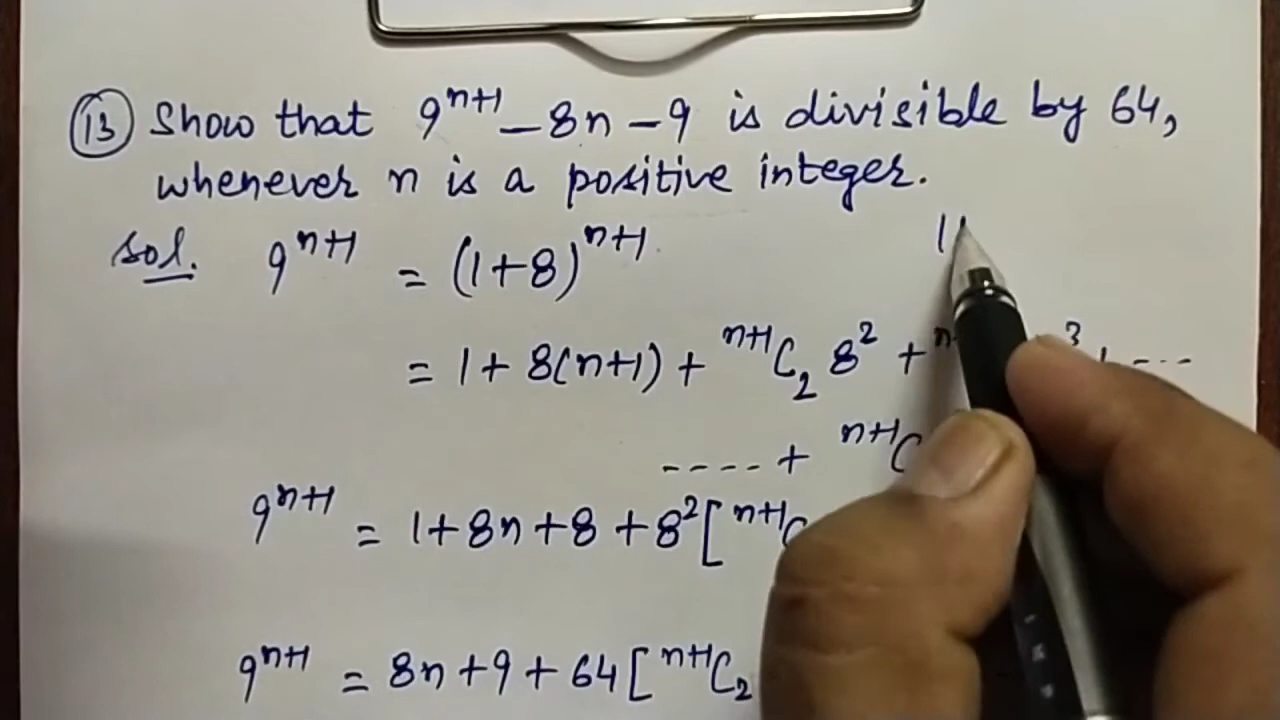 (13) Show that 9^{n+1} – 8n – 9 is divisible by 64,
whenever n is a positive integer.
Sol. 9^{n+1} = (1+8)^{n+1}
= 1 + 8(n+1) + ^{n+1}C_2 8^2 + 3 + ---
---- + ^{n+1}C
9^{n+1} = 1+8n+8 +8^2[ ^{n+1}C
9^{n+1} = 8n+9+64[ ^{n+1}C_2